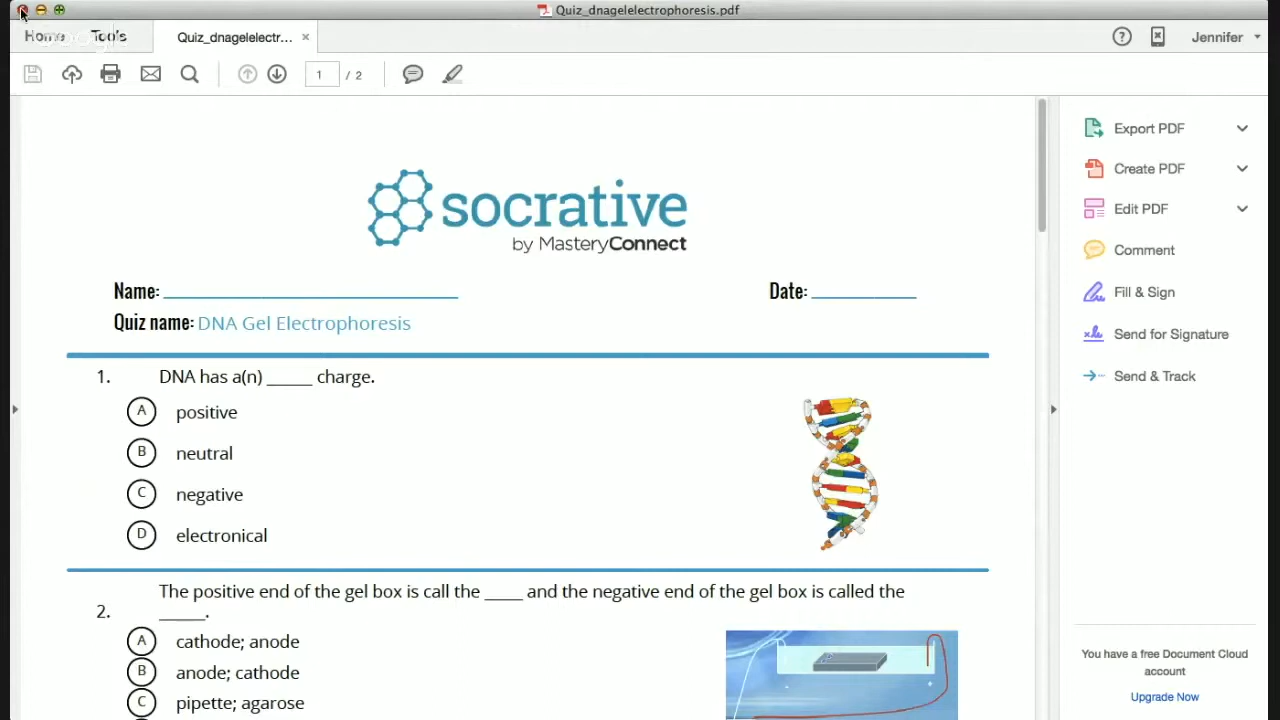 Quiz_dnagelelectrophoresis.pdf
Home Tools Quiz_dnagelelectr... × Jennifer
1 / 2
socrative
by MasteryConnect
Name: Date:
Quiz name: DNA Gel Electrophoresis
1. DNA has a(n) _____ charge.
A positive
B neutral
C negative
D electronical
The positive end of the gel box is call the ____ and the negative end of the gel box is called the
2. _____.
A cathode; anode
B anode; cathode
C pipette; agarose
Export PDF
Create PDF
Edit PDF
Comment
Fill & Sign
Send for Signature
Send & Track
You have a free Document Cloud
account
Upgrade Now